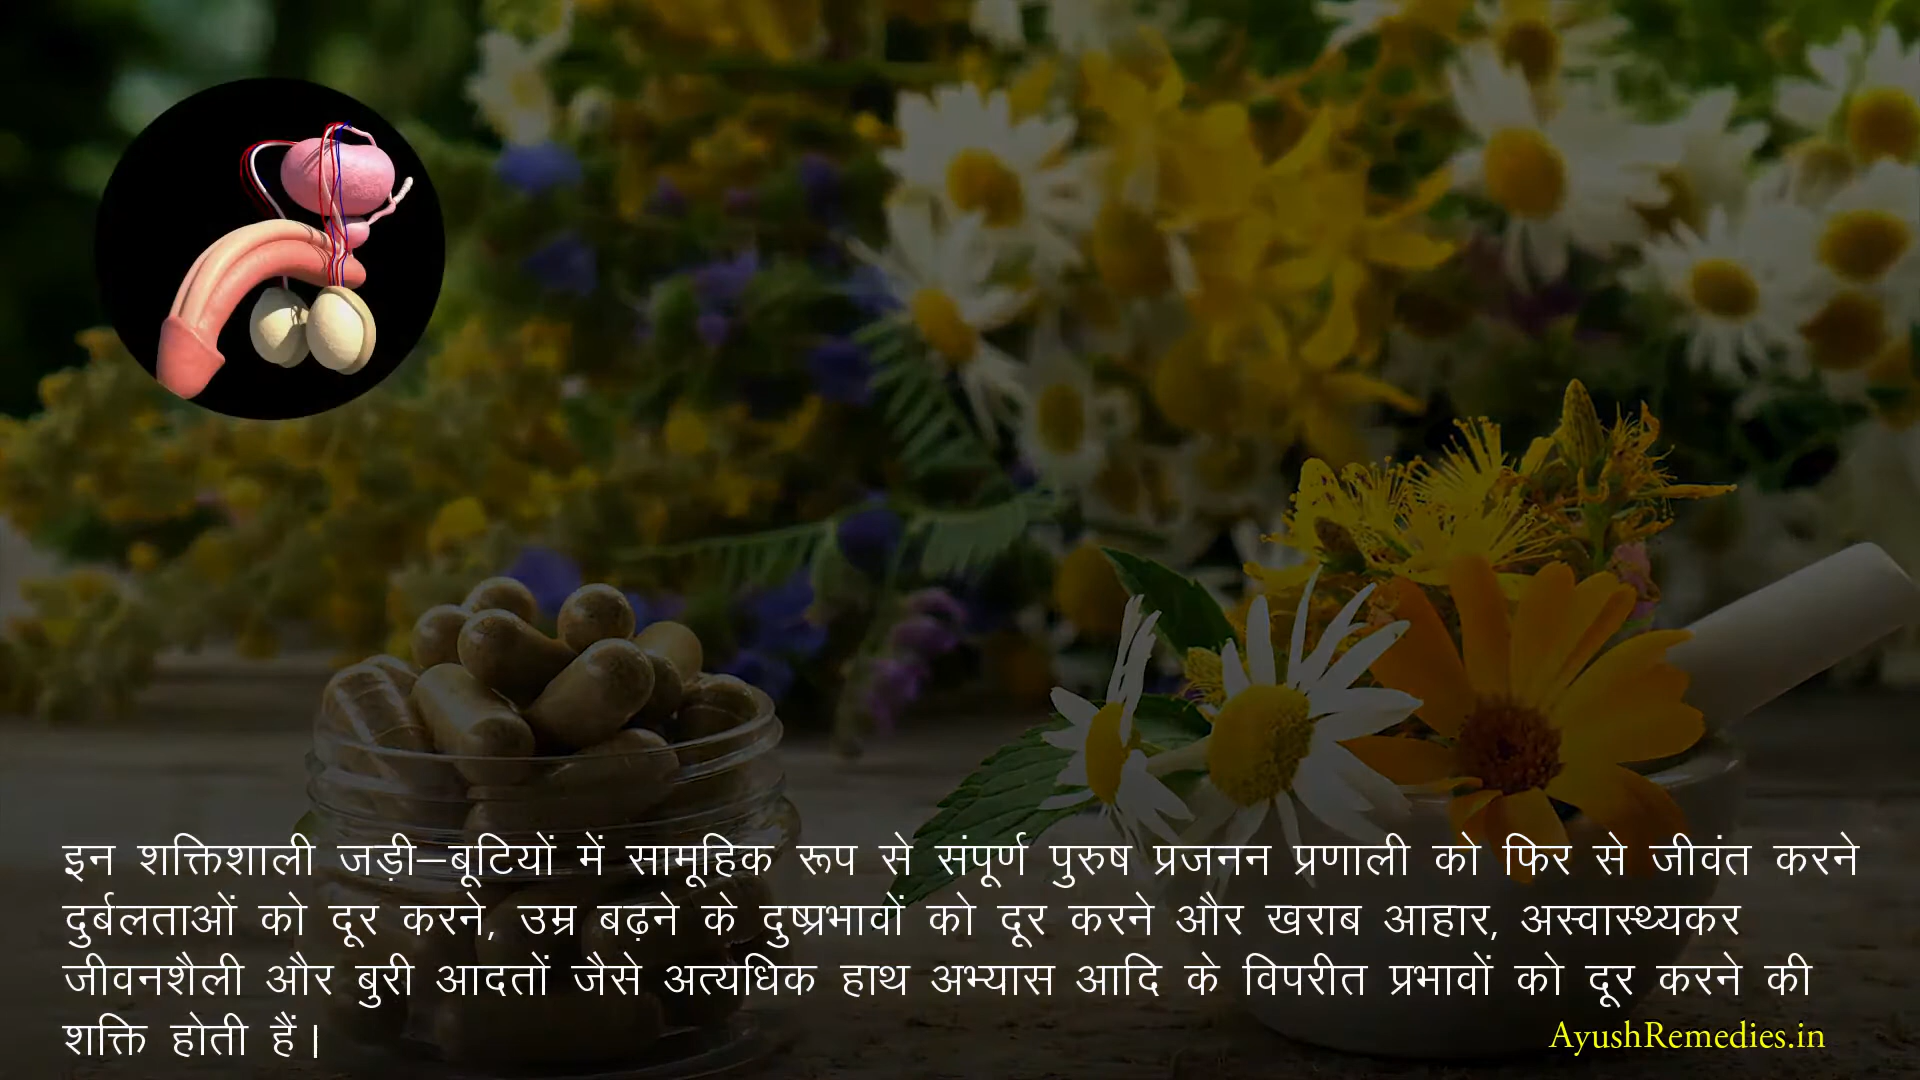 इन शक्तिशाली जड़ी–बूटियों में सामूहिक रूप से संपूर्ण पुरुष प्रजनन प्रणाली को फिर से जीवंत करने
दुर्बलताओं को दूर करने, उम्र बढ़ने के दुष्प्रभावों को दूर करने और खराब आहार, अस्वास्थ्यकर
जीवनशैली और बुरी आदतों जैसे अत्यधिक हाथ अभ्यास आदि के विपरीत प्रभावों को दूर करने की
शक्ति होती हैं।
AyushRemedies.in